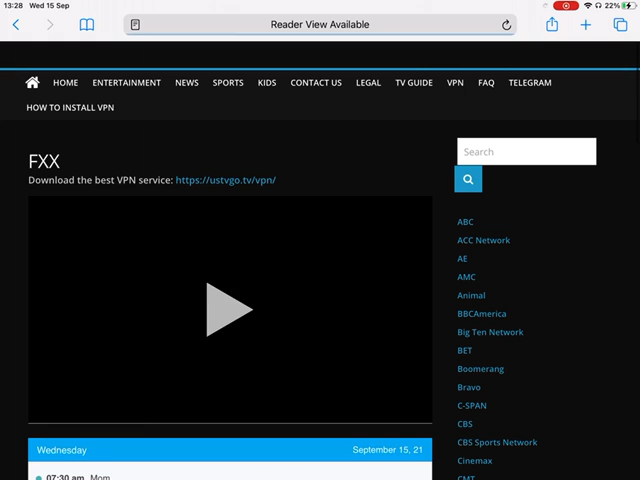 13:28 Wed 15 Sep
22%
Reader View Available
HOME ENTERTAINMENT NEWS SPORTS KIDS CONTACT US LEGAL TV GUIDE VPN FAQ TELEGRAM
HOW TO INSTALL VPN
FXX
Download the best VPN service: https://ustvgo.tv/vpn/
Search
ABC
ACC Network
AE
AMC
Animal
BBCAmerica
Big Ten Network
BET
Boomerang
Bravo
C-SPAN
CBS
CBS Sports Network
Cinemax
CMT
Wednesday September 15, 21
07:30 am Mom